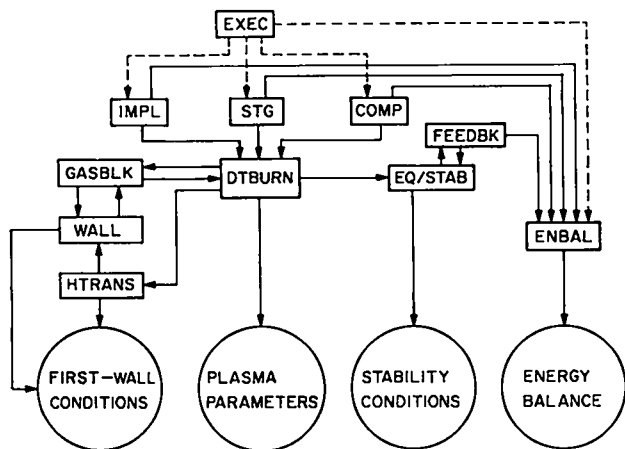 EXEC
IMPL
STG
COMP
FEEDBK
GASBLK
DTBURN
EQ/STAB
WALL
ENBAL
HTRANS
FIRST-WALL
CONDITIONS
PLASMA
PARAMETERS
STABILITY
CONDITIONS
ENERGY
BALANCE